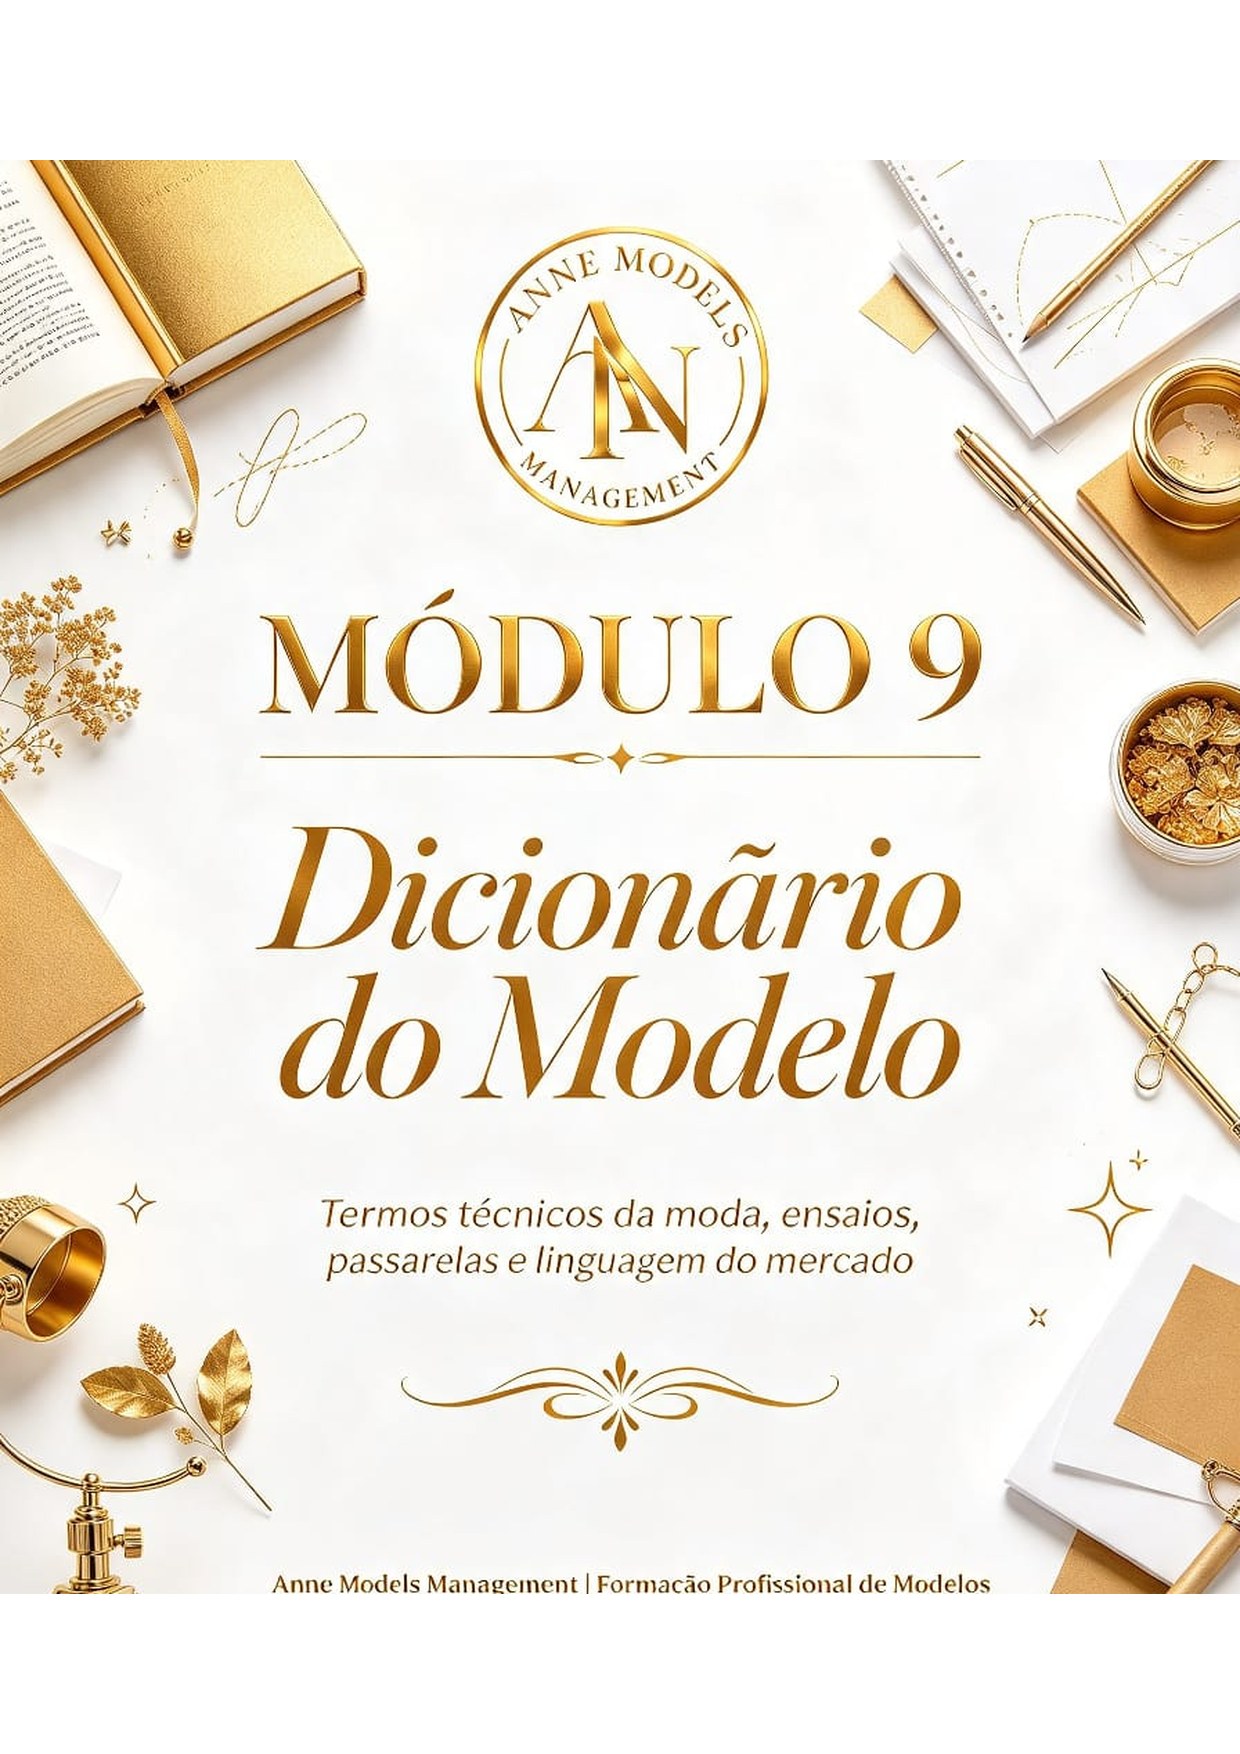 ANNE MODELS
AN
MANAGEMENT
MÓDULO 9
Dicionãrio
do Modelo
Termos técnicos da moda, ensaios,
passarelas e linguagem do mercado
Anne Models Management | Formação Profissional de Modelos